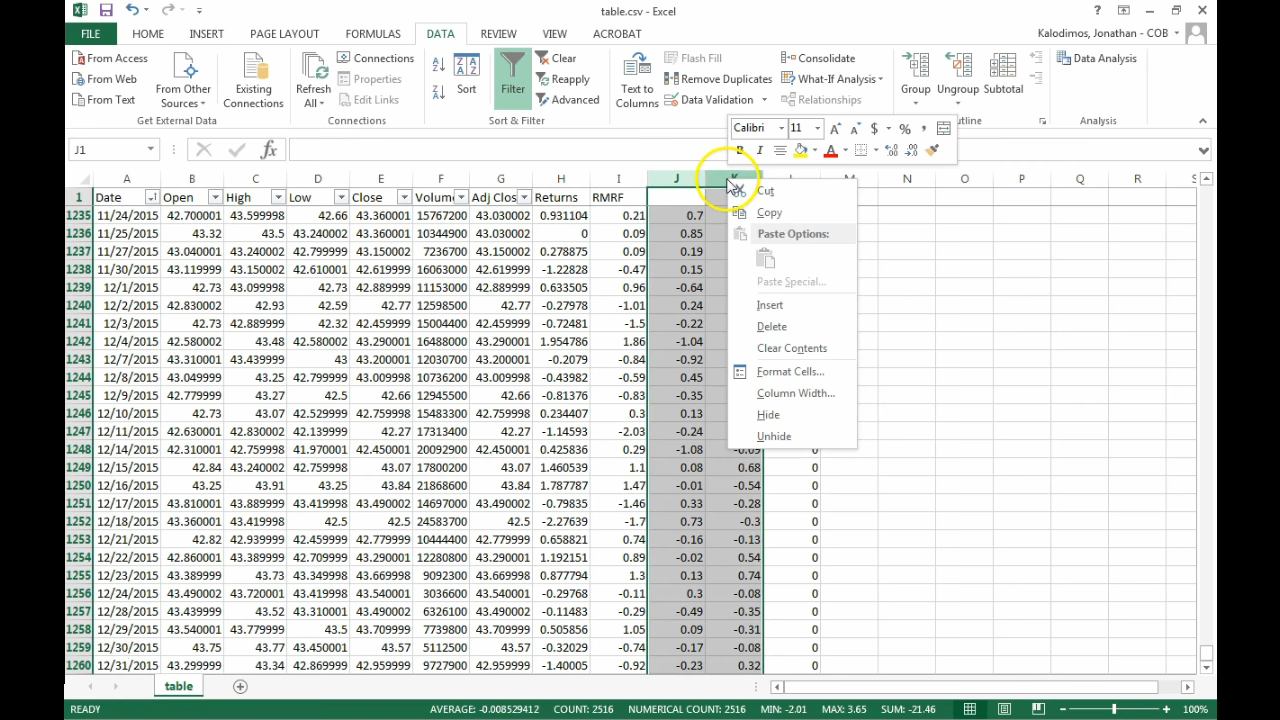 table.csv - Excel
FILE HOME INSERT PAGE LAYOUT FORMULAS DATA REVIEW VIEW ACROBAT
Kalodimos, Jonathan - COB
From Access
From Web
From Text
From Other Sources
Existing Connections
Get External Data
Refresh All
Connections
Properties
Edit Links
Connections
Sort
Filter
Clear
Reapply
Advanced
Sort & Filter
Text to Columns
Flash Fill
Remove Duplicates
Data Validation
Consolidate
What-If Analysis
Relationships
Group
Ungroup
Subtotal
utline
Data Analysis
Analysis
Calibri 11
J1
A B C D E F G H I J K L M N O P Q R S
1 Date Open High Low Close Volume Adj Clos Returns RMRF
1235 11/24/2015 42.700001 43.599998 42.66 43.360001 15767200 43.030002 0.931104 0.21 0.7
1236 11/25/2015 43.32 43.5 43.240002 43.360001 10344900 43.030002 0 0.09 0.85
1237 11/27/2015 43.040001 43.240002 42.799999 43.150002 7236700 43.150002 0.278875 0.09 0.19
1238 11/30/2015 43.119999 43.150002 42.610001 42.619999 16063000 42.619999 -1.22828 -0.47 0.15
1239 12/1/2015 42.73 43.099998 42.73 42.889999 11153000 42.889999 0.633505 0.96 -0.64
1240 12/2/2015 42.830002 42.93 42.59 42.77 12598500 42.77 -0.27978 -1.01 0.24
1241 12/3/2015 42.73 42.889999 42.32 42.459999 15004400 42.459999 -0.72481 -1.5 -0.22
1242 12/4/2015 42.580002 43.48 42.580002 43.290001 16488000 43.290001 1.954786 1.86 -1.04
1243 12/7/2015 43.310001 43.439999 43 43.200001 12030700 43.200001 -0.2079 -0.84 -0.92
1244 12/8/2015 43.049999 43.25 42.799999 43.009998 10736200 43.009998 -0.43982 -0.59 0.45
1245 12/9/2015 42.779999 43.27 42.5 42.66 12945500 42.66 -0.81376 -0.83 -0.35
1246 12/10/2015 42.73 43.07 42.529999 42.759998 15483300 42.759998 0.234407 0.3 0.13
1247 12/11/2015 42.630001 42.830002 42.139999 42.27 17313400 42.27 -1.14593 -2.03 -0.24
1248 12/14/2015 42.310001 42.759998 41.970001 42.450001 20092900 42.450001 0.425836 0.29 -1.08 -0.69 0
1249 12/15/2015 42.84 43.240002 42.759998 43.07 17800200 43.07 1.460539 1.1 0.08 0.68 0
1250 12/16/2015 43.25 43.91 43.25 43.84 21868600 43.84 1.787787 1.47 -0.01 -0.54 0
1251 12/17/2015 43.810001 43.889999 43.419998 43.490002 14697000 43.490002 -0.79835 -1.46 0.33 -0.28 0
1252 12/18/2015 43.360001 43.419998 42.5 42.5 24583700 42.5 -2.27639 -1.7 0.73 -0.3 0
1253 12/21/2015 42.82 42.939999 42.459999 42.779999 10444400 42.779999 0.658821 0.74 -0.16 -0.13 0
1254 12/22/2015 42.860001 43.389999 42.709999 43.290001 12280800 43.290001 1.192151 0.89 -0.02 0.54 0
1255 12/23/2015 43.389999 43.73 43.349998 43.669998 9092300 43.669998 0.877794 1.3 0.13 0.74 0
1256 12/24/2015 43.490002 43.720001 43.419998 43.540001 3036600 43.540001 -0.29768 -0.11 0.3 -0.08 0
1257 12/28/2015 43.439999 43.52 43.310001 43.490002 6326100 43.490002 -0.11483 -0.29 -0.49 -0.35 0
1258 12/29/2015 43.540001 43.799999 43.5 43.709999 7739800 43.709999 0.505856 1.05 0.09 -0.31 0
1259 12/30/2015 43.75 43.77 43.450001 43.57 5112500 43.57 -0.32029 -0.74 -0.17 -0.08 0
1260 12/31/2015 43.299999 43.34 42.869999 42.959999 9727900 42.959999 -1.40005 -0.92 -0.23 0.32 0
Cut
Copy
Paste Options:
Paste Special...
Insert
Delete
Clear Contents
Format Cells...
Column Width...
Hide
Unhide
table
READY AVERAGE: -0.008529412 COUNT: 2516 NUMERICAL COUNT: 2516 MIN: -2.01 MAX: 3.65 SUM: -21.46 100%